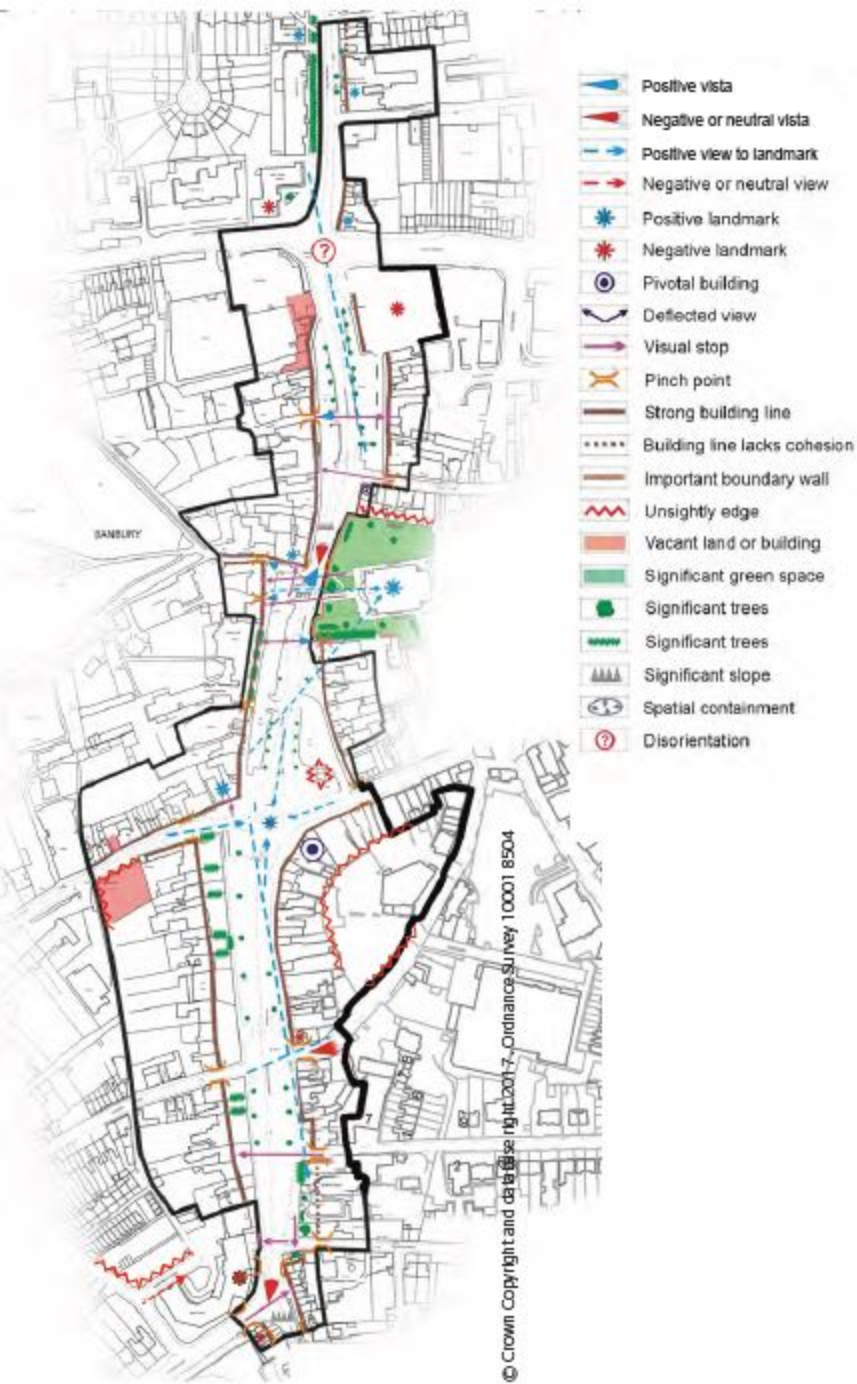 Positive vista
Negative or neutral vista
Positive view to landmark
Negative or neutral view
Positive landmark
Negative landmark
Pivotal building
Deflected view
Visual stop
Pinch point
Strong building line
Building line lacks cohesion
Important boundary wall
Unsightly edge
Vacant land or building
Significant green space
Significant trees
Significant trees
Significant slope
Spatial containment
Disorientation
?
BANBURY
© Crown Copyright and database right 2017. Ordnance Survey 10001 8504